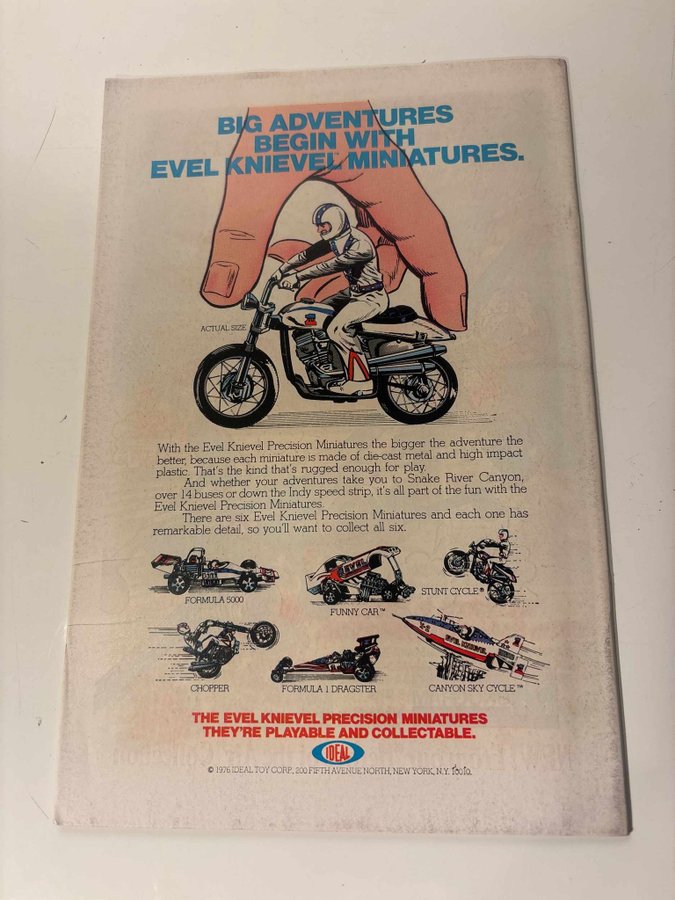 BIG ADVENTURES
BEGIN WITH
EVEL KNIEVEL MINIATURES.
ACTUAL SIZE
With the Evel Knievel Precision Miniatures the bigger the adventure the
better, because each miniature is made of die-cast metal and high impact
plastic. That's the kind that's rugged enough for play.
And whether your adventures take you to Snake River Canyon,
over 14 buses or down the Indy speed strip, it's all part of the fun with the
Evel Knievel Precision Miniatures.
There are six Evel Knievel Precision Miniatures and each one has
remarkable detail, so you'll want to collect all six.
FORMULA 5000
FUNNY CAR™
STUNT CYCLE®
EVEL KNIEVEL
CHOPPER
FORMULA 1 DRAGSTER
CANYON SKY CYCLE™
THE EVEL KNIEVEL PRECISION MINIATURES
THEY'RE PLAYABLE AND COLLECTABLE.
IDEAL
© 1976 IDEAL TOY CORP., 200 FIFTH AVENUE NORTH, NEW YORK, N.Y. 10010.